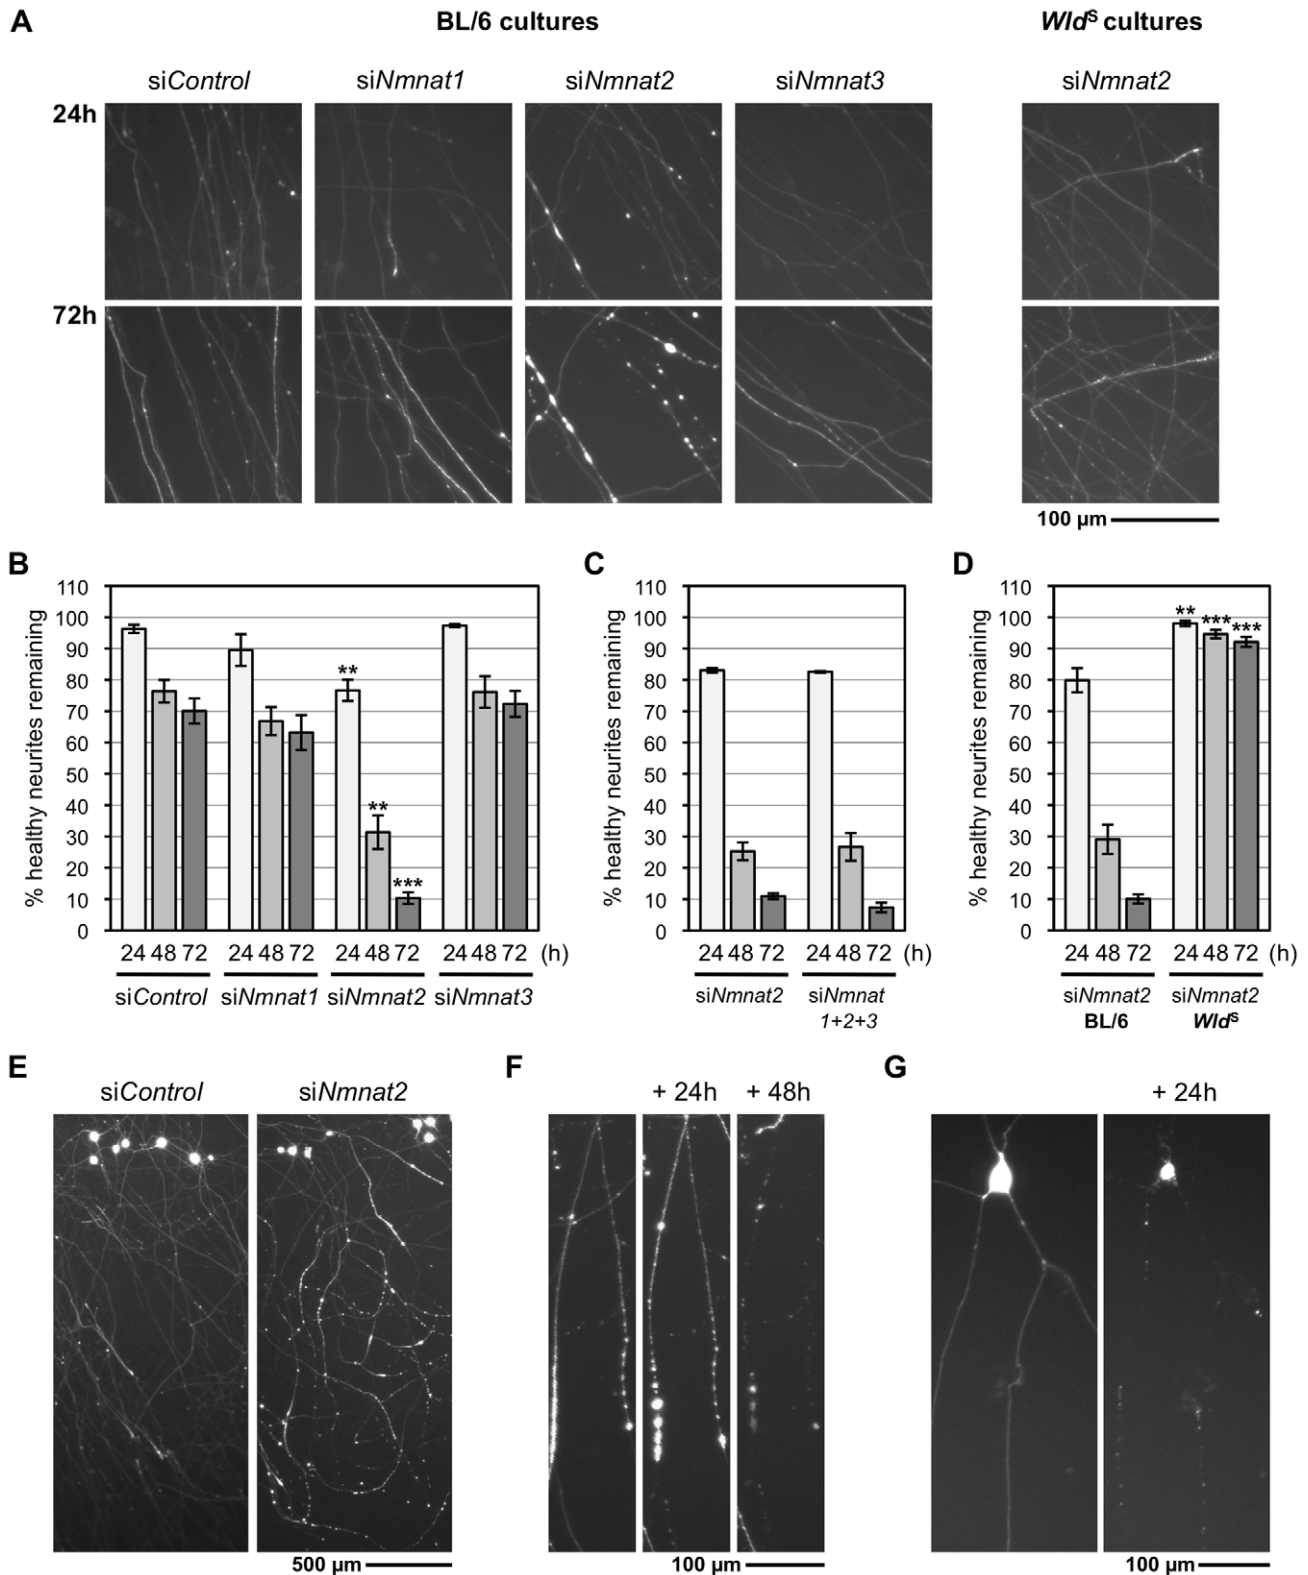 A
BL/6 cultures
Wldˢ cultures
siControl siNmnat1 siNmnat2 siNmnat3 siNmnat2
24h
72h
100 µm
B
% healthy neurites remaining
110
100
90
80
70
60
50
40
30
20
10
0
**
**
***
24 48 72 24 48 72 24 48 72 24 48 72 (h)
siControl siNmnat1 siNmnat2 siNmnat3
C
% healthy neurites remaining
110
100
90
80
70
60
50
40
30
20
10
0
24 48 72 24 48 72 (h)
siNmnat2 siNmnat
1+2+3
D
% healthy neurites remaining
110
100
90
80
70
60
50
40
30
20
10
0
** *** ***
24 48 72 24 48 72 (h)
siNmnat2 siNmnat2
BL/6 Wldˢ
E
siControl siNmnat2
500 µm
F
+ 24h + 48h
100 µm
G
+ 24h
100 µm